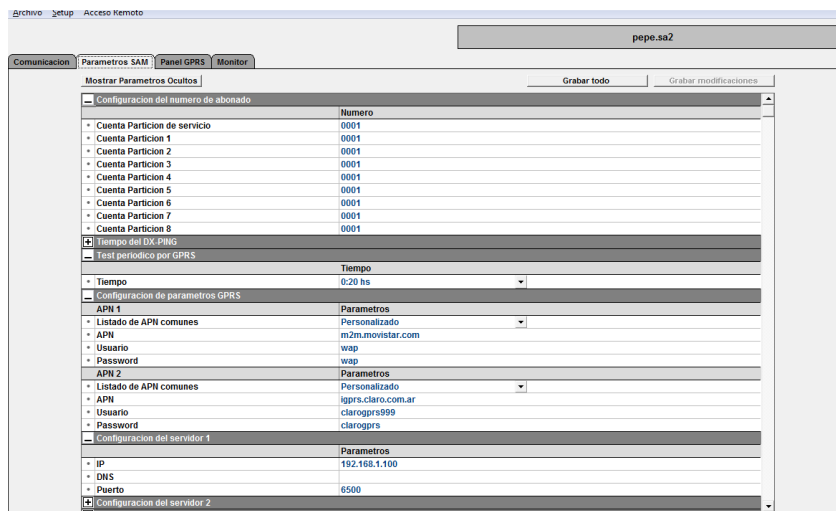 Archivo Setup Acceso Remoto
pepe.sa2
Comunicacion Parametros SAM Panel GPRS Monitor
Mostrar Parametros Ocultos Grabar todo Grabar modificaciones
Configuracion del numero de abonado
Numero
Cuenta Particion de servicio 0001
Cuenta Particion 1 0001
Cuenta Particion 2 0001
Cuenta Particion 3 0001
Cuenta Particion 4 0001
Cuenta Particion 5 0001
Cuenta Particion 6 0001
Cuenta Particion 7 0001
Cuenta Particion 8 0001
Tiempo del DX-PING
Test periodico por GPRS
Tiempo
Tiempo 0:20 hs
Configuracion de parametros GPRS
APN 1 Parametros
Listado de APN comunes Personalizado
APN m2m.movistar.com
Usuario wap
Password wap
APN 2 Parametros
Listado de APN comunes Personalizado
APN igprs.claro.com.ar
Usuario clarogprs999
Password clarogprs
Configuracion del servidor 1
Parametros
IP 192.168.1.100
DNS
Puerto 6500
Configuracion del servidor 2